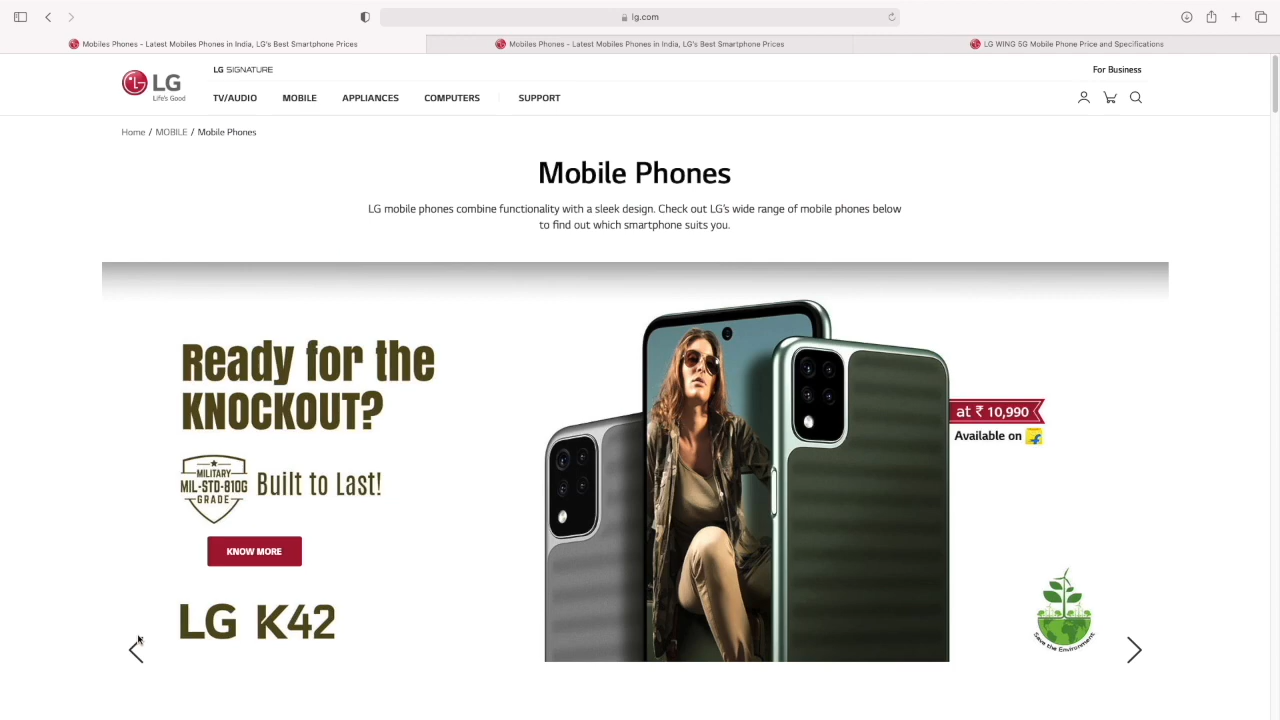 lg.com
Mobiles Phones - Latest Mobiles Phones in India, LG's Best Smartphone Prices
Mobiles Phones - Latest Mobiles Phones in India, LG's Best Smartphone Prices
LG WING 5G Mobile Phone Price and Specifications
LG SIGNATURE
For Business
LG
Life's Good
TV/AUDIO
MOBILE
APPLIANCES
COMPUTERS
SUPPORT
Home / MOBILE / Mobile Phones
Mobile Phones
LG mobile phones combine functionality with a sleek design. Check out LG's wide range of mobile phones below
to find out which smartphone suits you.
Ready for the
KNOCKOUT?
at ₹ 10,990
Available on
MILITARY
MIL-STD-810G
GRADE
Built to Last!
KNOW MORE
LG K42
Save the Environment